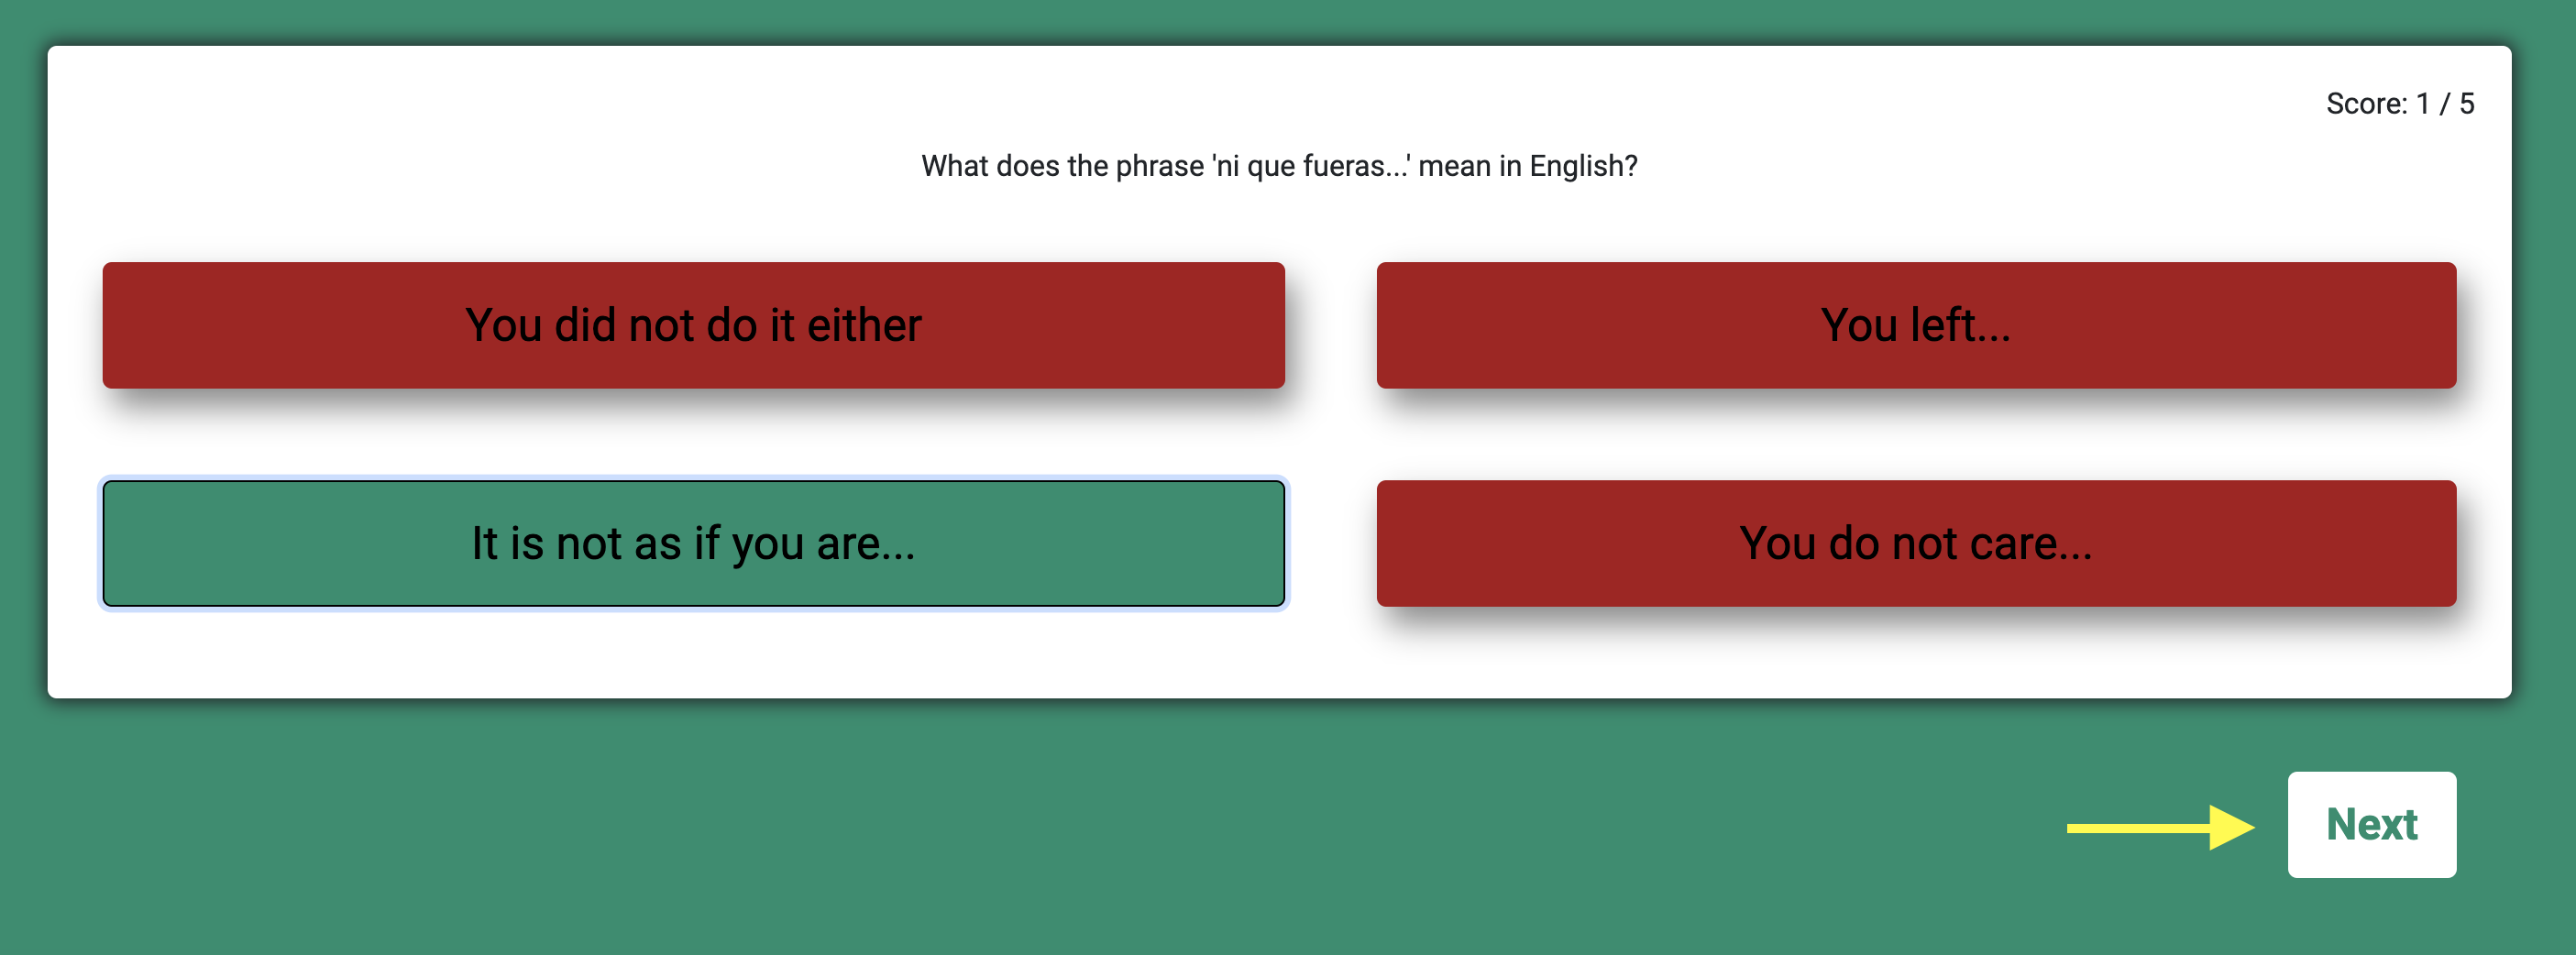 Score: 1 / 5
What does the phrase 'ni que fueras...' mean in English?
You did not do it either
You left...
It is not as if you are...
You do not care...
Next